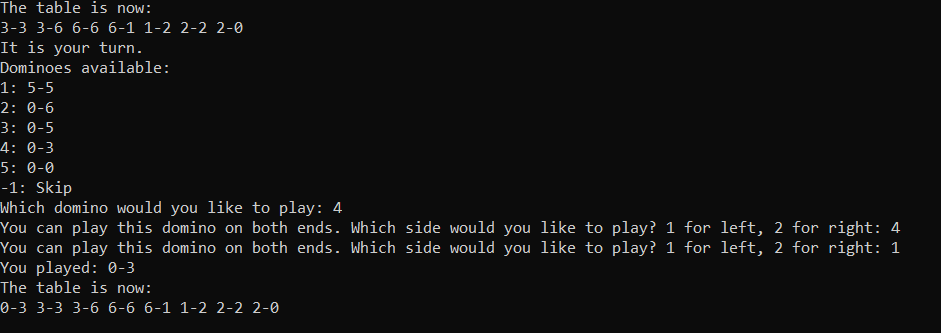 The table is now:
3-3 3-6 6-6 6-1 1-2 2-2 2-0
It is your turn.
Dominoes available:
1: 5-5
2: 0-6
3: 0-5
4: 0-3
5: 0-0
-1: Skip
Which domino would you like to play: 4
You can play this domino on both ends. Which side would you like to play? 1 for left, 2 for right: 4
You can play this domino on both ends. Which side would you like to play? 1 for left, 2 for right: 1
You played: 0-3
The table is now:
0-3 3-3 3-6 6-6 6-1 1-2 2-2 2-0